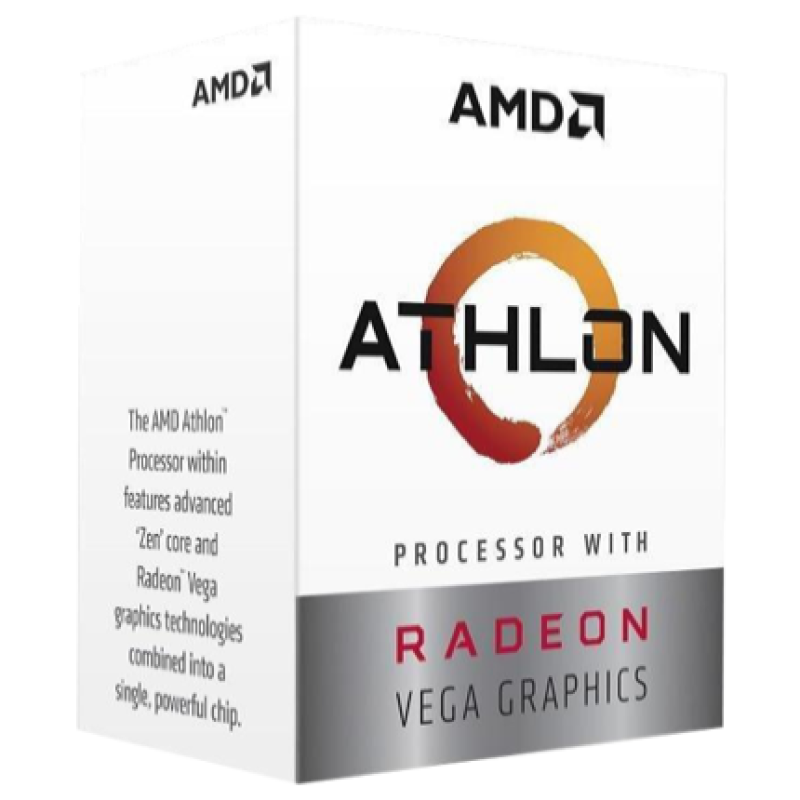 AMD
The AMD Athlon™
Processor within
features advanced
'Zen' core and
Radeon™ Vega
graphics technologies
combined into a
single, powerful chip.
AMD
ATHLON
PROCESSOR WITH
RADEON
VEGA GRAPHICS